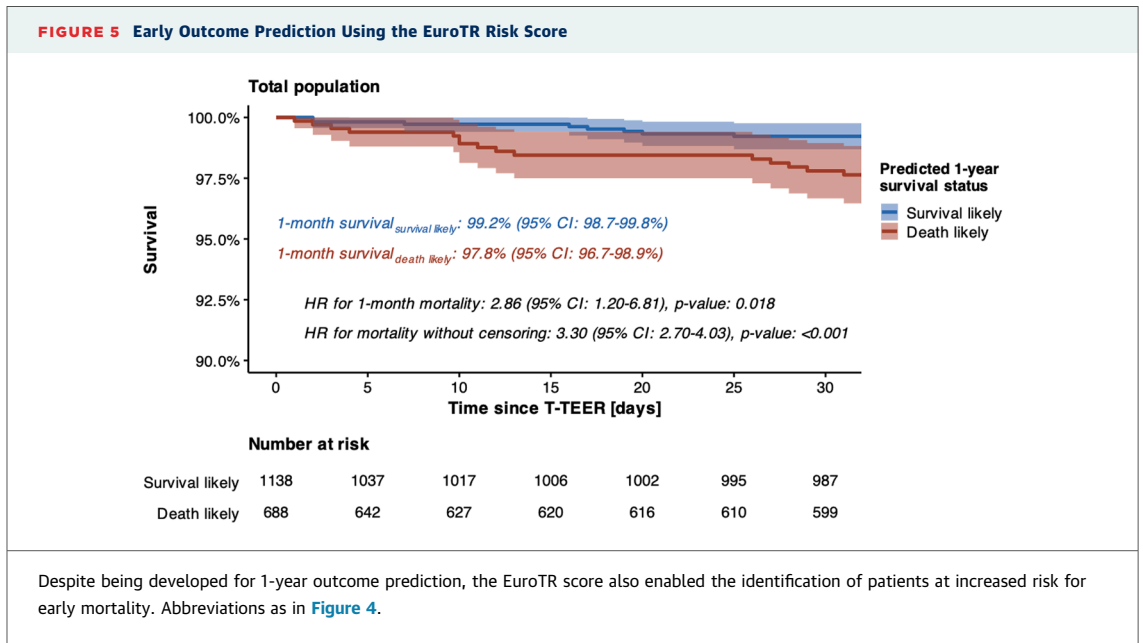 FIGURE 5 Early Outcome Prediction Using the EuroTR Risk Score
Total population
100.0%
97.5%
95.0%
92.5%
90.0%
Survival
1-month survival survival likely: 99.2% (95% CI: 98.7-99.8%)
1-month survival death likely: 97.8% (95% CI: 96.7-98.9%)
HR for 1-month mortality: 2.86 (95% CI: 1.20-6.81), p-value: 0.018
HR for mortality without censoring: 3.30 (95% CI: 2.70-4.03), p-value: <0.001
Predicted 1-year
survival status
Survival likely
Death likely
0 5 10 15 20 25 30
Time since T-TEER [days]
Number at risk
Survival likely 1138 1037 1017 1006 1002 995 987
Death likely 688 642 627 620 616 610 599
Despite being developed for 1-year outcome prediction, the EuroTR score also enabled the identification of patients at increased risk for
early mortality. Abbreviations as in Figure 4.